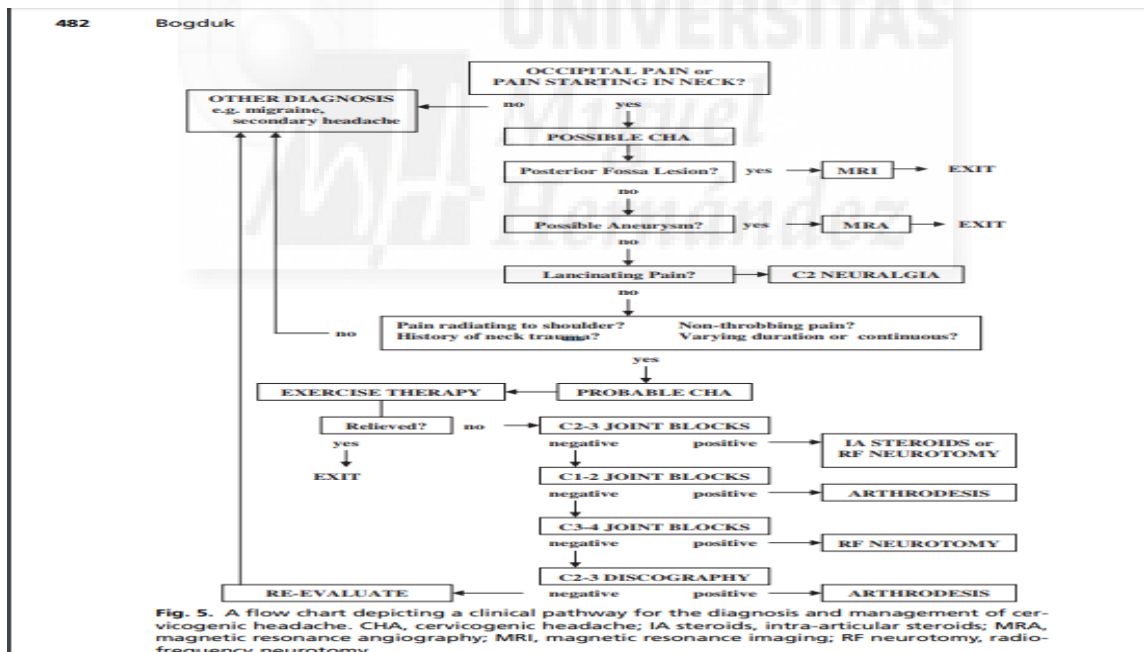 482 Bogduk
UNIVERSITAS
Miguel
Hernández
OCCIPITAL PAIN or
PAIN STARTING IN NECK?
no yes
OTHER DIAGNOSIS
e.g. migraine,
secondary headache
POSSIBLE CHA
Posterior Fossa Lesion? yes MRI EXIT
no
Possible Aneurysm? yes MRA EXIT
no
Lancinating Pain? C2 NEURALGIA
no
Pain radiating to shoulder? Non-throbbing pain?
no History of neck trauma? Varying duration or continuous?
yes
EXERCISE THERAPY PROBABLE CHA
Relieved? no C2-3 JOINT BLOCKS
yes negative positive IA STEROIDS or
RF NEUROTOMY
EXIT C1-2 JOINT BLOCKS
negative positive ARTHRODESIS
C3-4 JOINT BLOCKS
negative positive RF NEUROTOMY
C2-3 DISCOGRAPHY
RE-EVALUATE negative positive ARTHRODESIS
Fig. 5. A flow chart depicting a clinical pathway for the diagnosis and management of cer-
vicogenic headache. CHA, cervicogenic headache; IA steroids, intra-articular steroids; MRA,
magnetic resonance angiography; MRI, magnetic resonance imaging; RF neurotomy, radio-
frequency neurotomy